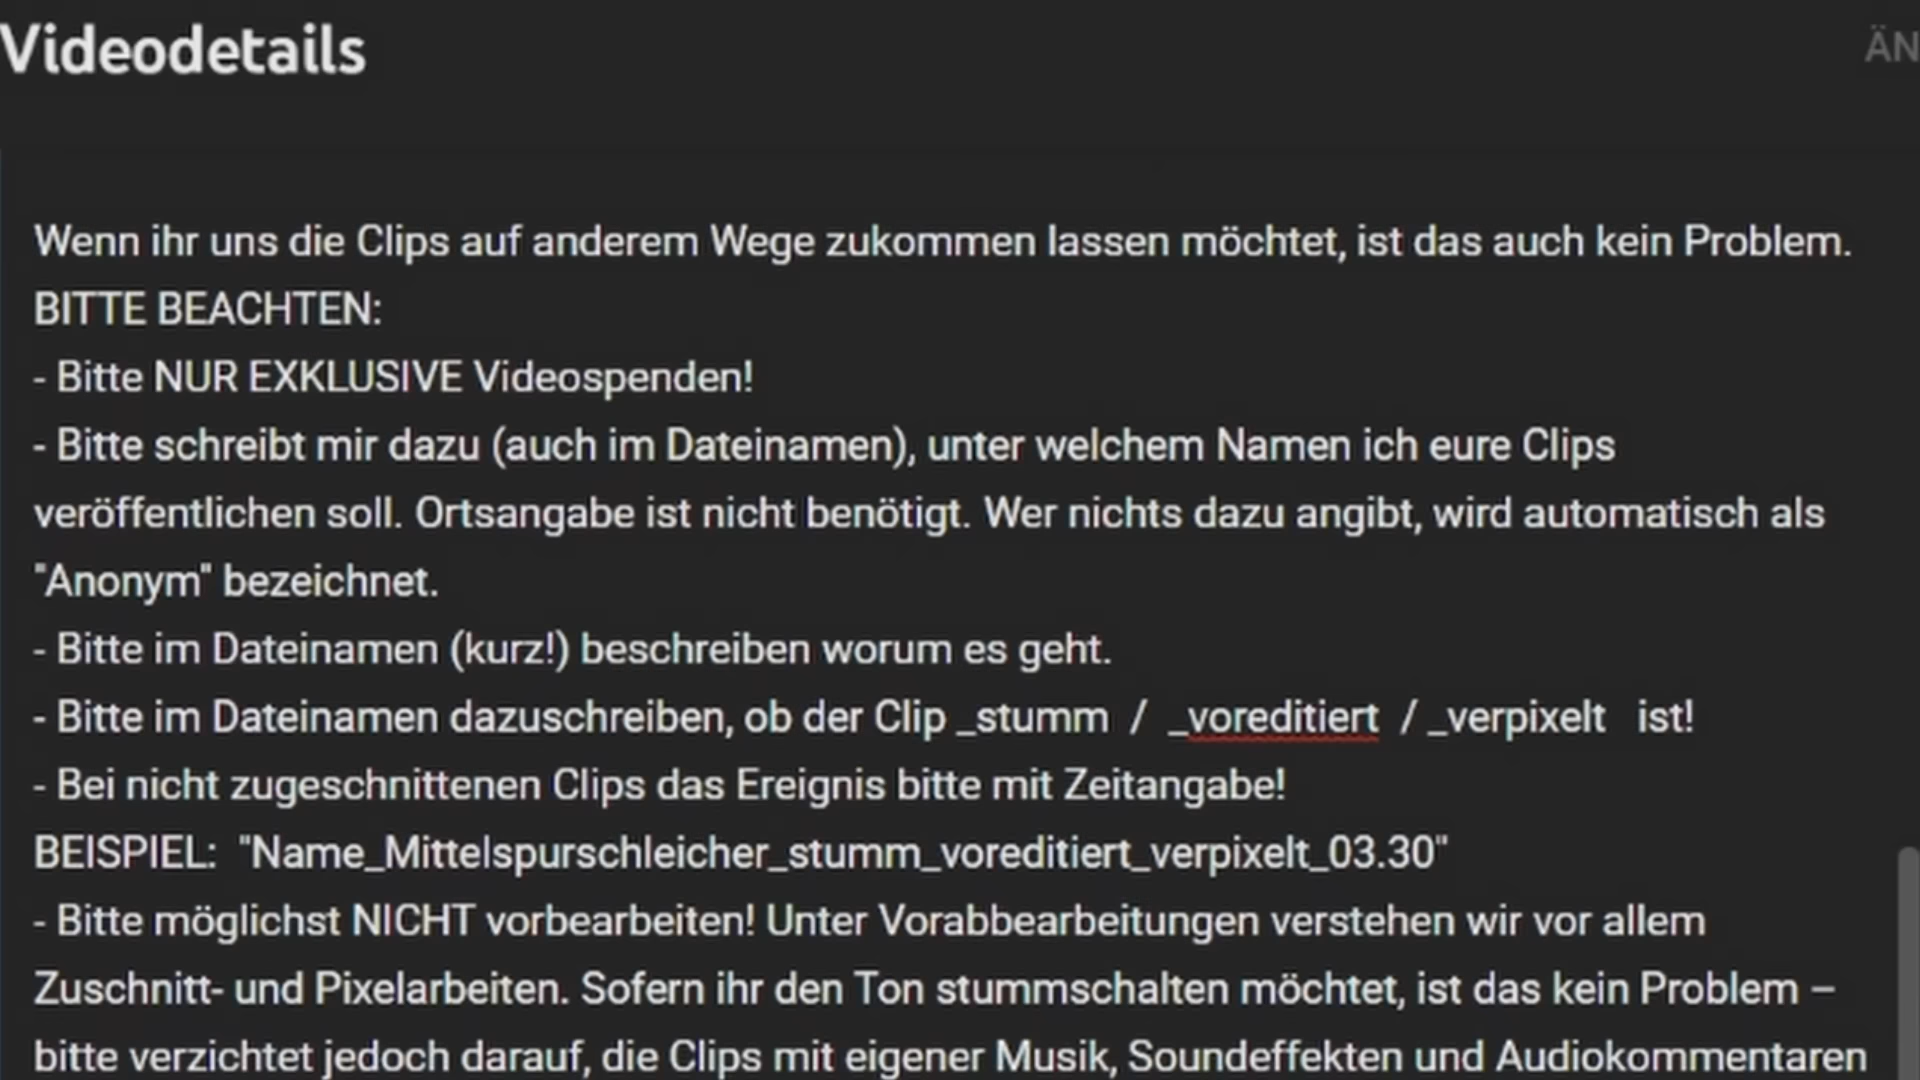 Videodetails
ÄN
Wenn ihr uns die Clips auf anderem Wege zukommen lassen möchtet, ist das auch kein Problem.
BITTE BEACHTEN:
- Bitte NUR EXKLUSIVE Videospenden!
- Bitte schreibt mir dazu (auch im Dateinamen), unter welchem Namen ich eure Clips
veröffentlichen soll. Ortsangabe ist nicht benötigt. Wer nichts dazu angibt, wird automatisch als
"Anonym" bezeichnet.
- Bitte im Dateinamen (kurz!) beschreiben worum es geht.
- Bitte im Dateinamen dazuschreiben, ob der Clip _stumm / _voreditiert / _verpixelt ist!
- Bei nicht zugeschnittenen Clips das Ereignis bitte mit Zeitangabe!
BEISPIEL: "Name_Mittelspurschleicher_stumm_voreditiert_verpixelt_03.30"
- Bitte möglichst NICHT vorbearbeiten! Unter Vorabbearbeitungen verstehen wir vor allem
Zuschnitt- und Pixelarbeiten. Sofern ihr den Ton stummschalten möchtet, ist das kein Problem –
bitte verzichtet jedoch darauf, die Clips mit eigener Musik, Soundeffekten und Audiokommentaren